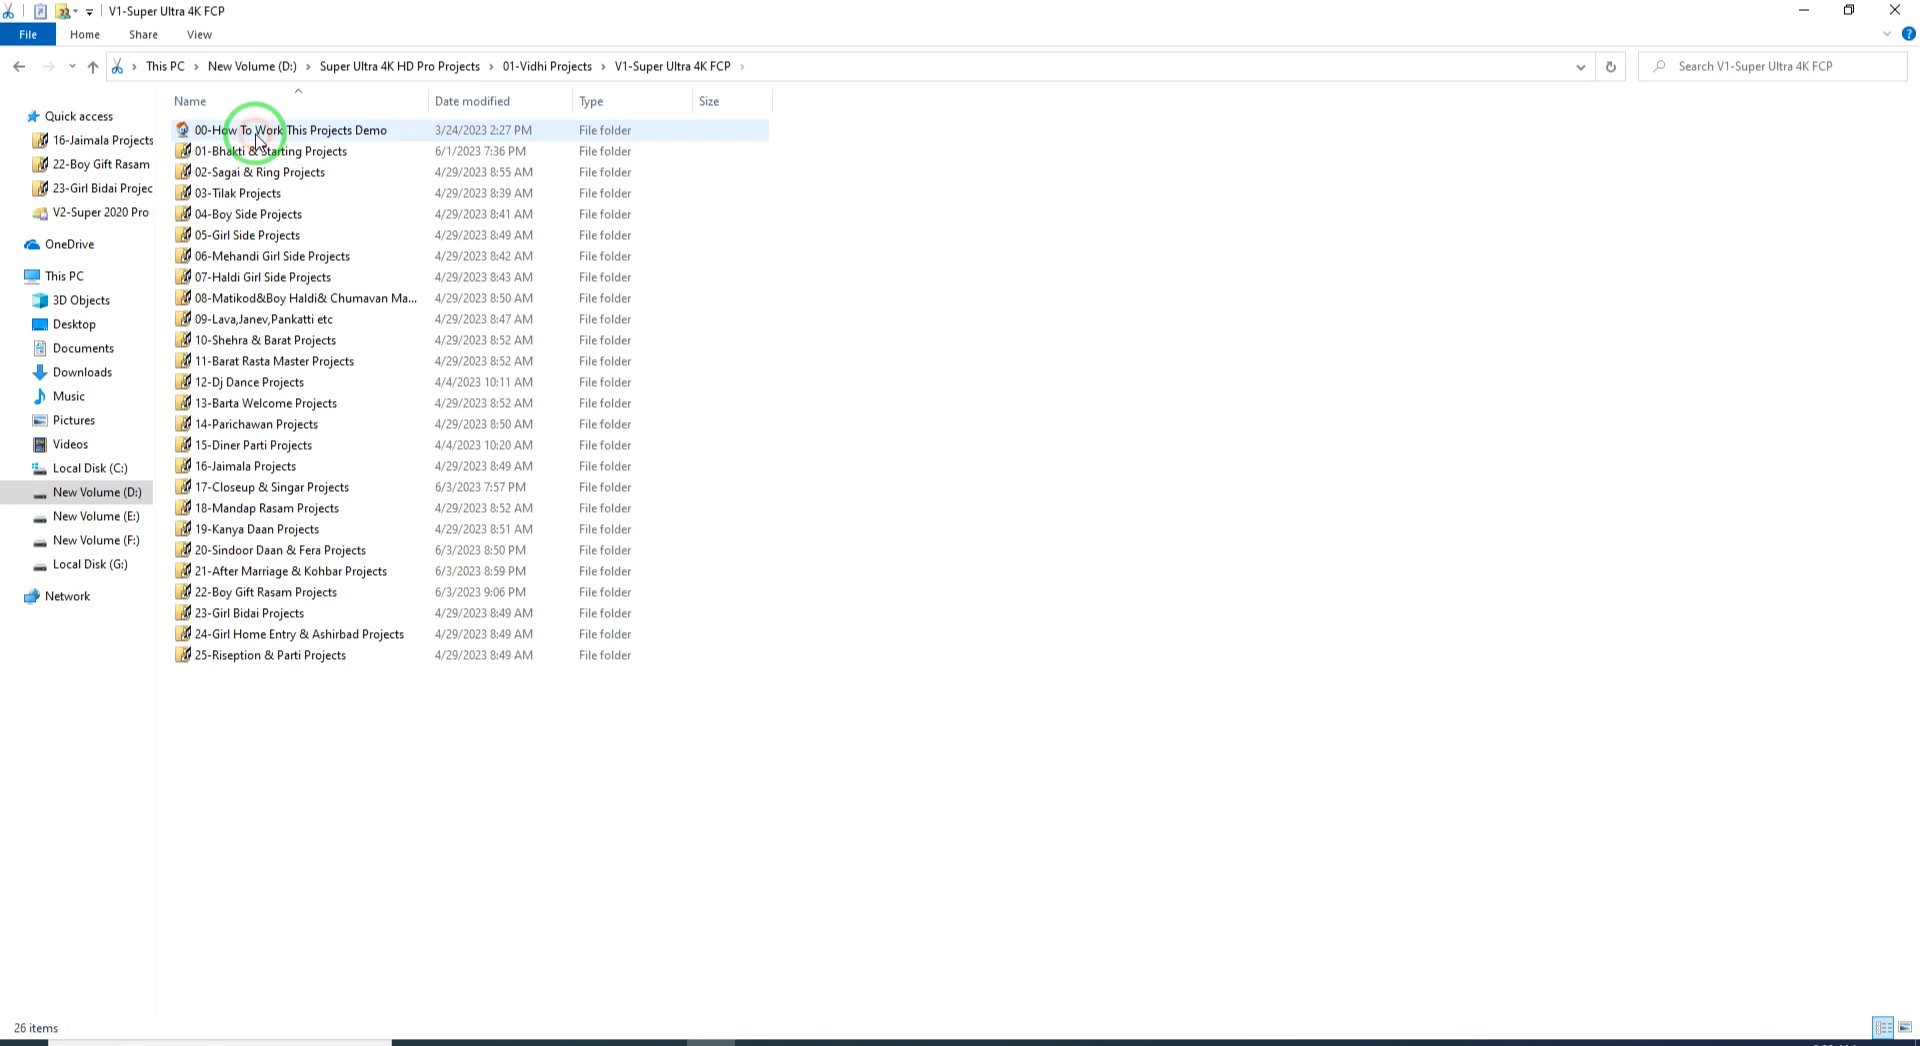 V1-Super Ultra 4K FCP
File Home Share View
This PC > New Volume (D:) > Super Ultra 4K HD Pro Projects > 01-Vidhi Projects > V1-Super Ultra 4K FCP >
Search V1-Super Ultra 4K FCP
Name Date modified Type Size
Quick access
16-Jaimala Projects
22-Boy Gift Rasam
23-Girl Bidai Projec
V2-Super 2020 Pro
OneDrive
This PC
3D Objects
Desktop
Documents
Downloads
Music
Pictures
Videos
Local Disk (C:)
New Volume (D:)
New Volume (E:)
New Volume (F:)
Local Disk (G:)
Network
00-How To Work This Projects Demo 3/24/2023 2:27 PM File folder
01-Bhakti & Starting Projects 6/1/2023 7:36 PM File folder
02-Sagai & Ring Projects 4/29/2023 8:55 AM File folder
03-Tilak Projects 4/29/2023 8:39 AM File folder
04-Boy Side Projects 4/29/2023 8:41 AM File folder
05-Girl Side Projects 4/29/2023 8:49 AM File folder
06-Mehandi Girl Side Projects 4/29/2023 8:42 AM File folder
07-Haldi Girl Side Projects 4/29/2023 8:43 AM File folder
08-Matikod&Boy Haldi& Chumavan Ma... 4/29/2023 8:50 AM File folder
09-Lava,Janev,Pankatti etc 4/29/2023 8:47 AM File folder
10-Shehra & Barat Projects 4/29/2023 8:52 AM File folder
11-Barat Rasta Master Projects 4/29/2023 8:52 AM File folder
12-Dj Dance Projects 4/4/2023 10:11 AM File folder
13-Barta Welcome Projects 4/29/2023 8:52 AM File folder
14-Parichawan Projects 4/29/2023 8:50 AM File folder
15-Diner Parti Projects 4/4/2023 10:20 AM File folder
16-Jaimala Projects 4/29/2023 8:49 AM File folder
17-Closeup & Singar Projects 6/3/2023 7:57 PM File folder
18-Mandap Rasam Projects 4/29/2023 8:52 AM File folder
19-Kanya Daan Projects 4/29/2023 8:51 AM File folder
20-Sindoor Daan & Fera Projects 6/3/2023 8:50 PM File folder
21-After Marriage & Kohbar Projects 6/3/2023 8:59 PM File folder
22-Boy Gift Rasam Projects 6/3/2023 9:06 PM File folder
23-Girl Bidai Projects 4/29/2023 8:49 AM File folder
24-Girl Home Entry & Ashirbad Projects 4/29/2023 8:49 AM File folder
25-Riseption & Parti Projects 4/29/2023 8:49 AM File folder
26 items